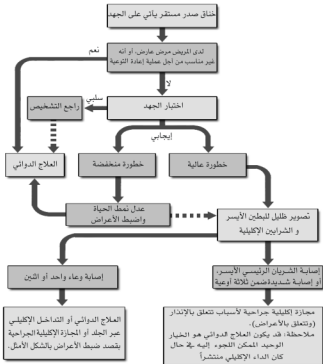 خناق صدر مستقر يأتي على الجهد
لدى المريض مرض عارض، أو أنه
غير مناسب من أجل عملية إعادة التوعية
نعم
لا
اختبار الجهد
سلبي
راجع التشخيص
إيجابي
خطورة عالية
خطورة منخفضة
العلاج الدوائي
عدل نمط الحياة
واضبط الأعراض
تصوير ظليل للبطين الأيسر
و الشرايين الإكليلية
إصابة الشريان الرئيسي الأيسر،
أو إصابة شديدة ضمن ثلاثة أوعية
إصابة وعاء واحد أو اثنين
مجازة إكليلية جراحية لأسباب تتعلق بالإنذار
(وتتعلق بالأعراض).
ملاحظة: قد يكون العلاج الدوائي هو الخيار
الوحيد الممكن اللجوء إليه في حال
كان الداء الإكليلي منتشراً
العلاج الدوائي أو التداخل الإكليلي
عبر الجلد أو المجازة الإكليلية الجراحية
بقصد ضبط الأعراض بالشكل الأمثل.